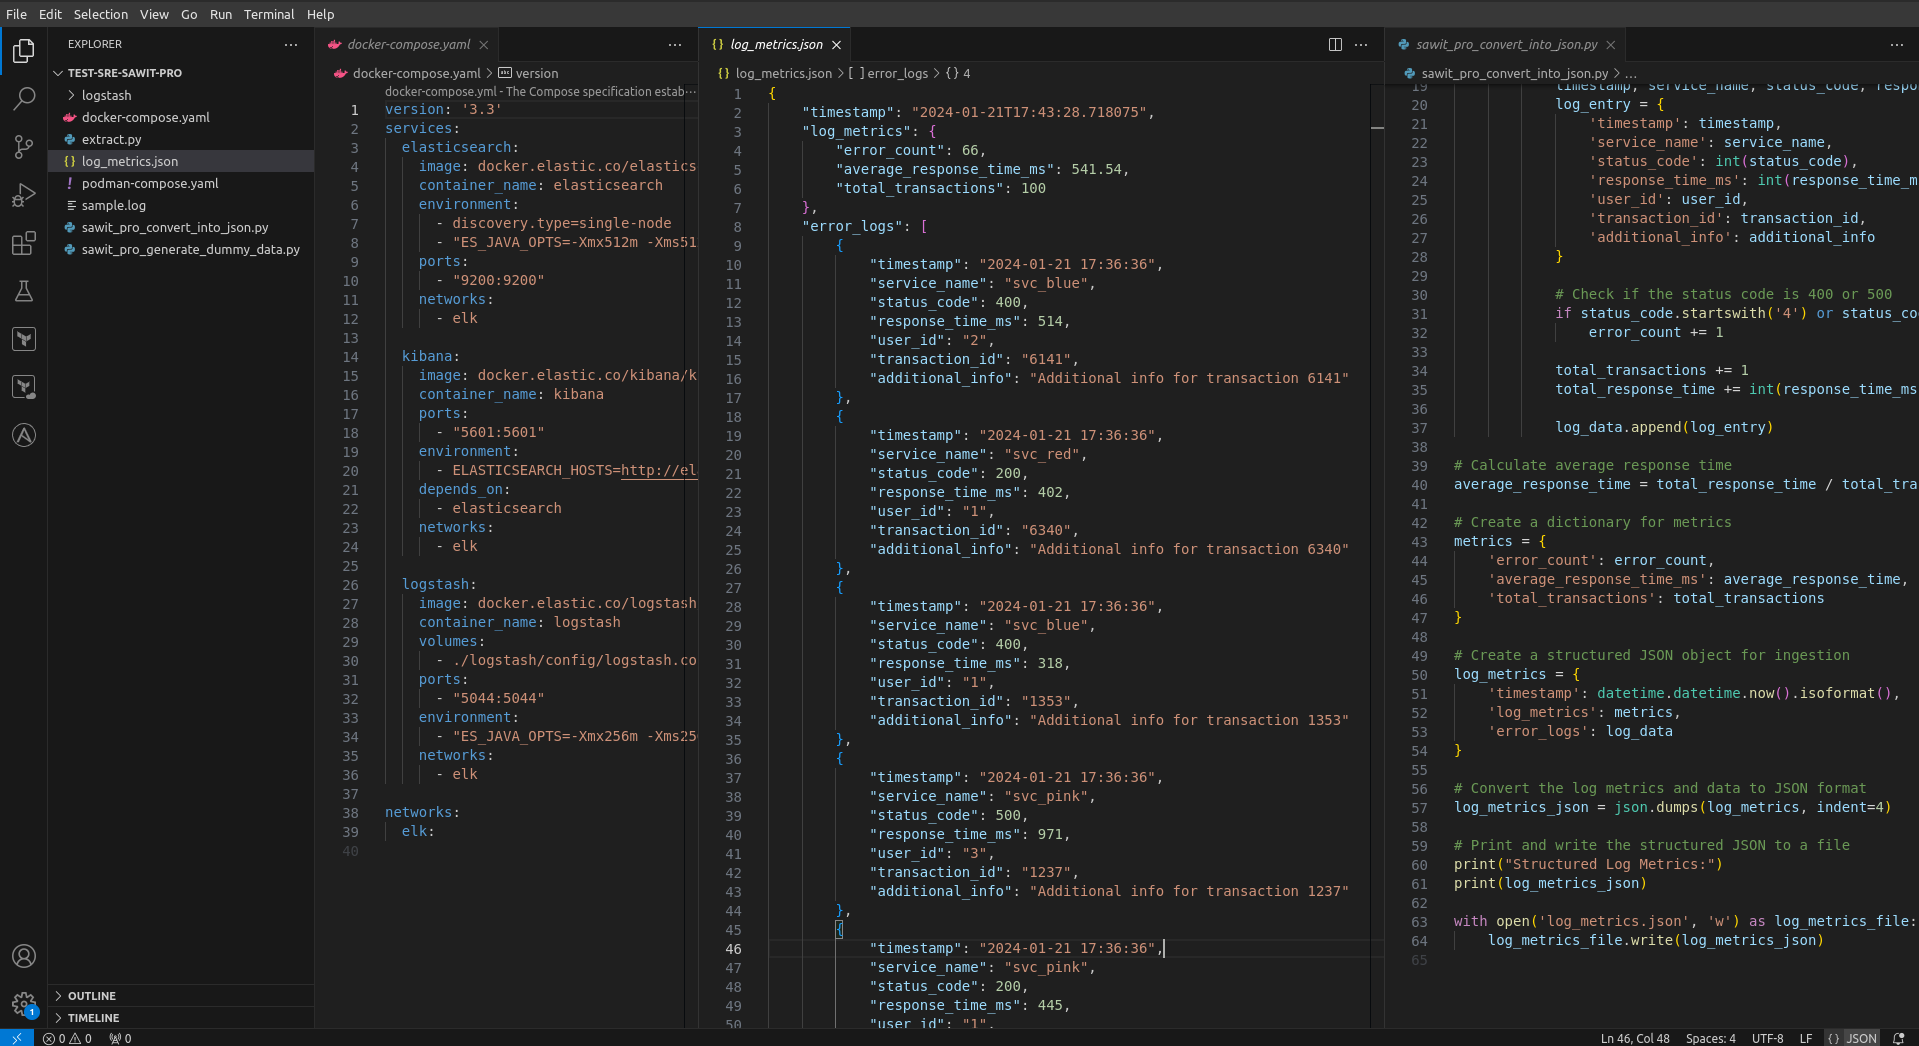 File Edit Selection View Go Run Terminal Help
EXPLORER
TEST-SRE-SAWIT-PRO
logstash
docker-compose.yaml
extract.py
log_metrics.json
podman-compose.yaml
sample.log
sawit_pro_convert_into_json.py
sawit_pro_generate_dummy_data.py
OUTLINE
TIMELINE
docker-compose.yaml
docker-compose.yaml > version
docker-compose.yml - The Compose specification estab···
1 version: '3.3'
2 services:
3 elasticsearch:
4 image: docker.elastic.co/elastics
5 container_name: elasticsearch
6 environment:
7 - discovery.type=single-node
8 - "ES_JAVA_OPTS=-Xmx512m -Xms51
9 ports:
10 - "9200:9200"
11 networks:
12 - elk
13
14 kibana:
15 image: docker.elastic.co/kibana/k
16 container_name: kibana
17 ports:
18 - "5601:5601"
19 environment:
20 - ELASTICSEARCH_HOSTS=http://el
21 depends_on:
22 - elasticsearch
23 networks:
24 - elk
25
26 logstash:
27 image: docker.elastic.co/logstash
28 container_name: logstash
29 volumes:
30 - ./logstash/config/logstash.co
31 ports:
32 - "5044:5044"
33 environment:
34 - "ES_JAVA_OPTS=-Xmx256m -Xms25
35 networks:
36 - elk
37
38 networks:
39 elk:
40
{} log_metrics.json
{} log_metrics.json > [ ] error_logs > {} 4
1 {
2 "timestamp": "2024-01-21T17:43:28.718075",
3 "log_metrics": {
4 "error_count": 66,
5 "average_response_time_ms": 541.54,
6 "total_transactions": 100
7 },
8 "error_logs": [
9 {
10 "timestamp": "2024-01-21 17:36:36",
11 "service_name": "svc_blue",
12 "status_code": 400,
13 "response_time_ms": 514,
14 "user_id": "2",
15 "transaction_id": "6141",
16 "additional_info": "Additional info for transaction 6141"
17 },
18 {
19 "timestamp": "2024-01-21 17:36:36",
20 "service_name": "svc_red",
21 "status_code": 200,
22 "response_time_ms": 402,
23 "user_id": "1",
24 "transaction_id": "6340",
25 "additional_info": "Additional info for transaction 6340"
26 },
27 {
28 "timestamp": "2024-01-21 17:36:36",
29 "service_name": "svc_blue",
30 "status_code": 400,
31 "response_time_ms": 318,
32 "user_id": "1",
33 "transaction_id": "1353",
34 "additional_info": "Additional info for transaction 1353"
35 },
36 {
37 "timestamp": "2024-01-21 17:36:36",
38 "service_name": "svc_pink",
39 "status_code": 500,
40 "response_time_ms": 971,
41 "user_id": "3",
42 "transaction_id": "1237",
43 "additional_info": "Additional info for transaction 1237"
44 },
45 {
46 "timestamp": "2024-01-21 17:36:36",
47 "service_name": "svc_pink",
48 "status_code": 200,
49 "response_time_ms": 445,
50 "user_id": "1",
sawit_pro_convert_into_json.py
sawit_pro_convert_into_json.py > ...
19 timestamp, service_name, status_code, respo
20 log_entry = {
21 'timestamp': timestamp,
22 'service_name': service_name,
23 'status_code': int(status_code),
24 'response_time_ms': int(response_time_m
25 'user_id': user_id,
26 'transaction_id': transaction_id,
27 'additional_info': additional_info
28 }
29
30 # Check if the status code is 400 or 500
31 if status_code.startswith('4') or status_co
32 error_count += 1
33
34 total_transactions += 1
35 total_response_time += int(response_time_ms
36
37 log_data.append(log_entry)
38
39 # Calculate average response time
40 average_response_time = total_response_time / total_tra
41
42 # Create a dictionary for metrics
43 metrics = {
44 'error_count': error_count,
45 'average_response_time_ms': average_response_time,
46 'total_transactions': total_transactions
47 }
48
49 # Create a structured JSON object for ingestion
50 log_metrics = {
51 'timestamp': datetime.datetime.now().isoformat(),
52 'log_metrics': metrics,
53 'error_logs': log_data
54 }
55
56 # Convert the log metrics and data to JSON format
57 log_metrics_json = json.dumps(log_metrics, indent=4)
58
59 # Print and write the structured JSON to a file
60 print("Structured Log Metrics:")
61 print(log_metrics_json)
62
63 with open('log_metrics.json', 'w') as log_metrics_file:
64 log_metrics_file.write(log_metrics_json)
65
1
0 0 0 Ln 46, Col 48 Spaces: 4 UTF-8 LF {} JSON